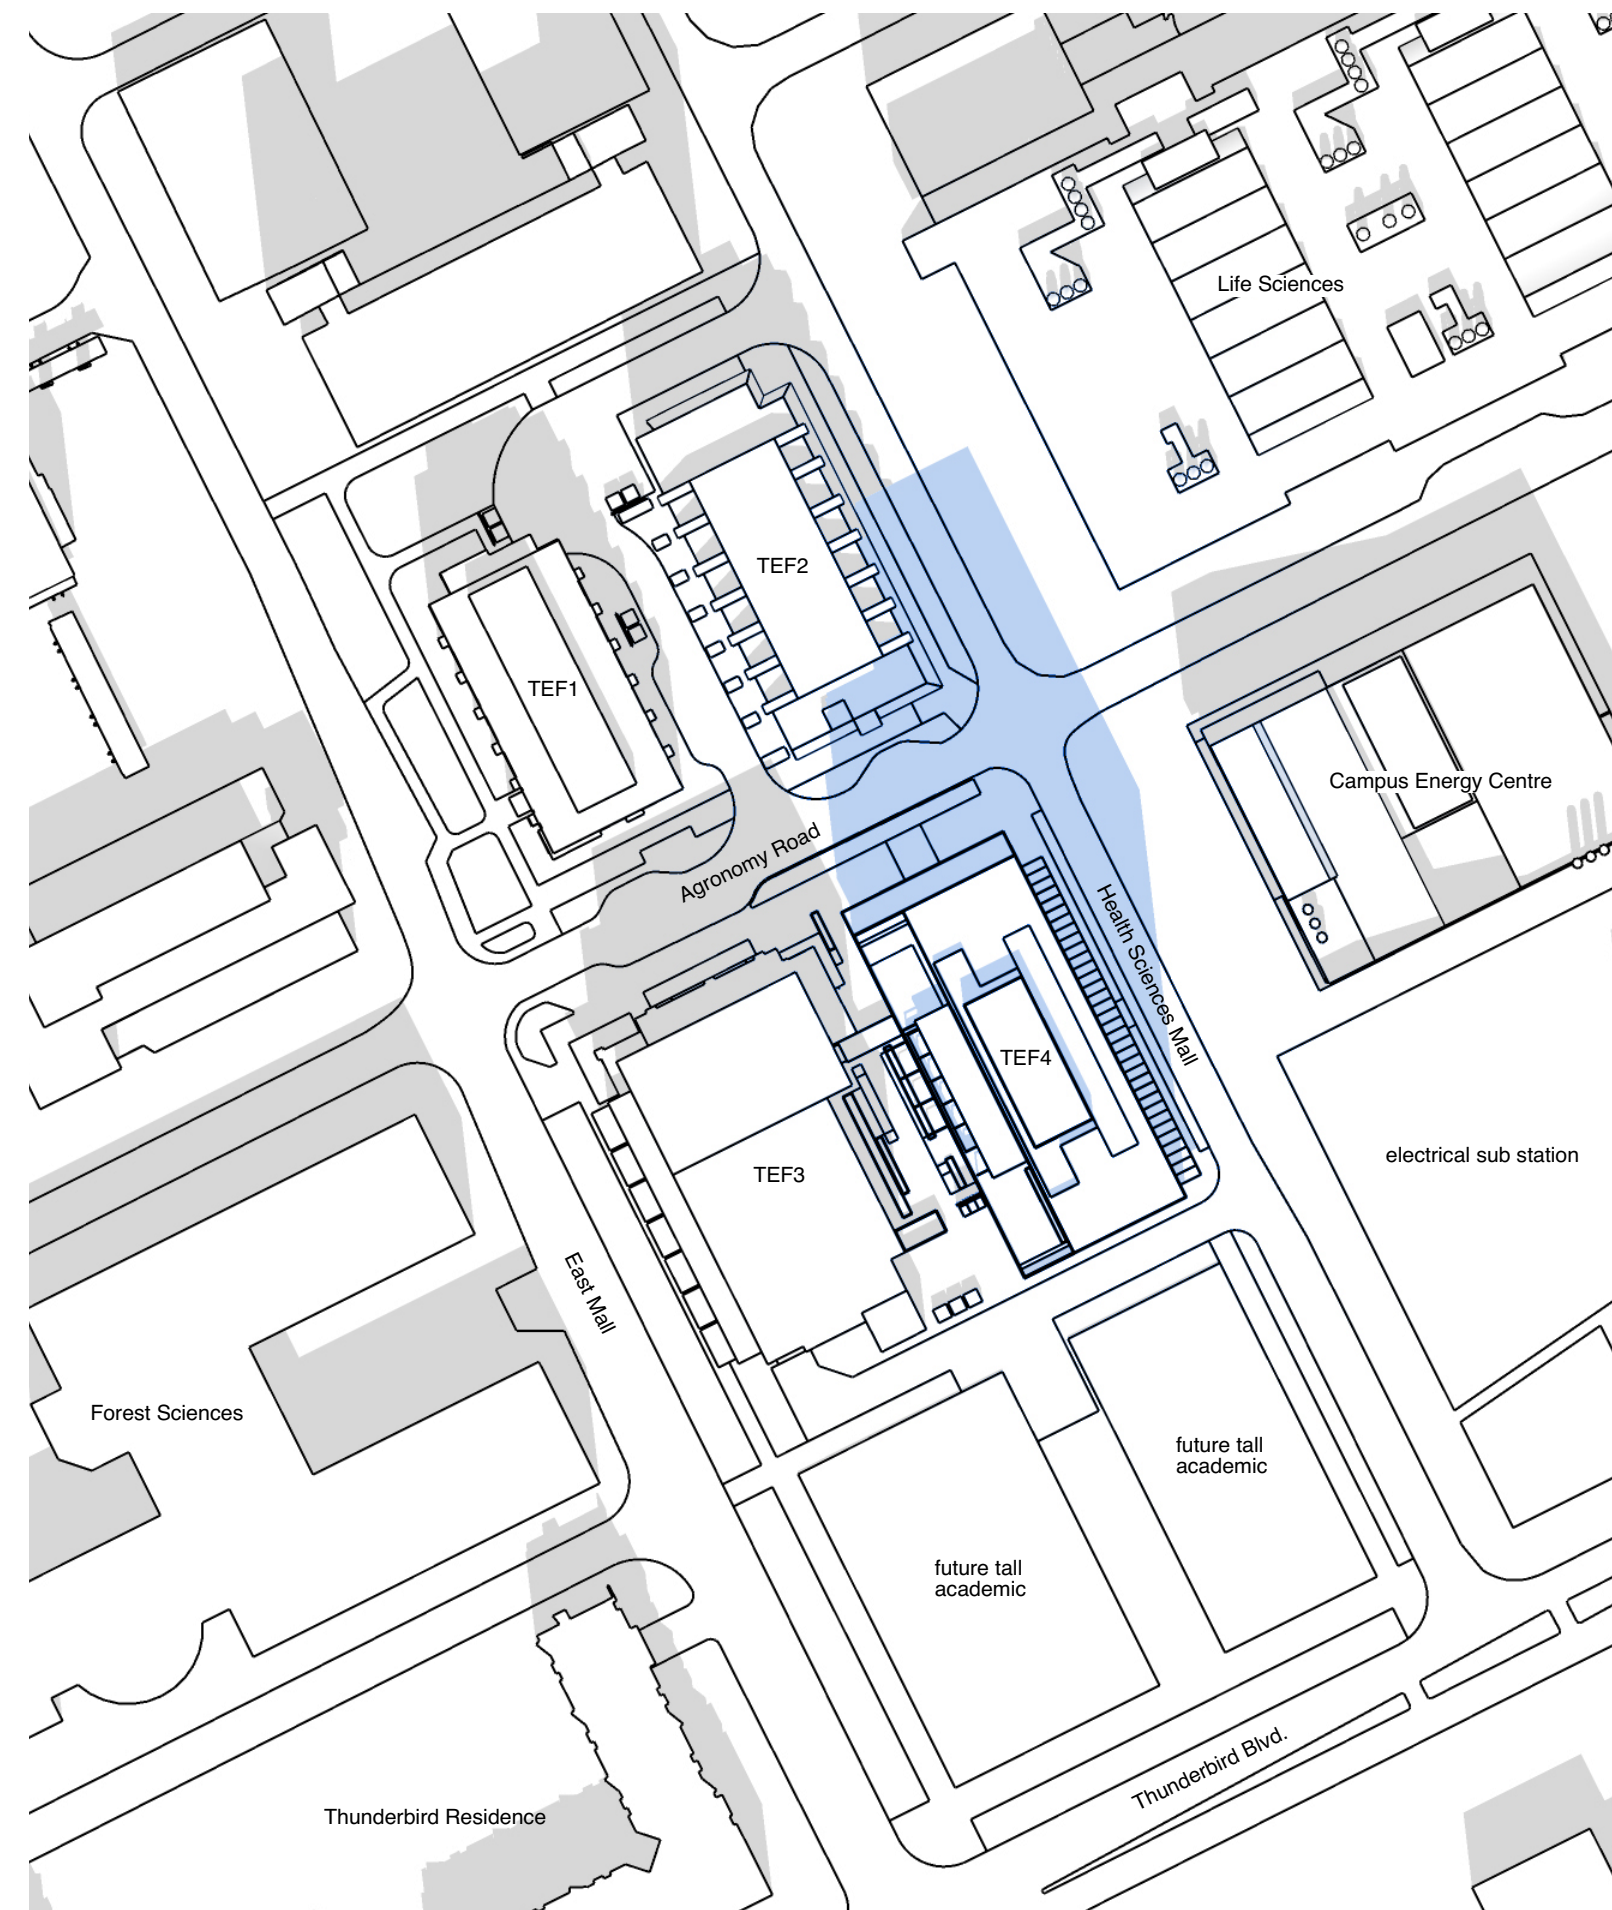 Life Sciences
TEF2
TEF1
Campus Energy Centre
Agronomy Road
Health Sciences Mall
TEF4
TEF3
electrical sub station
East Mall
Forest Sciences
future tall
academic
future tall
academic
Thunderbird Blvd.
Thunderbird Residence